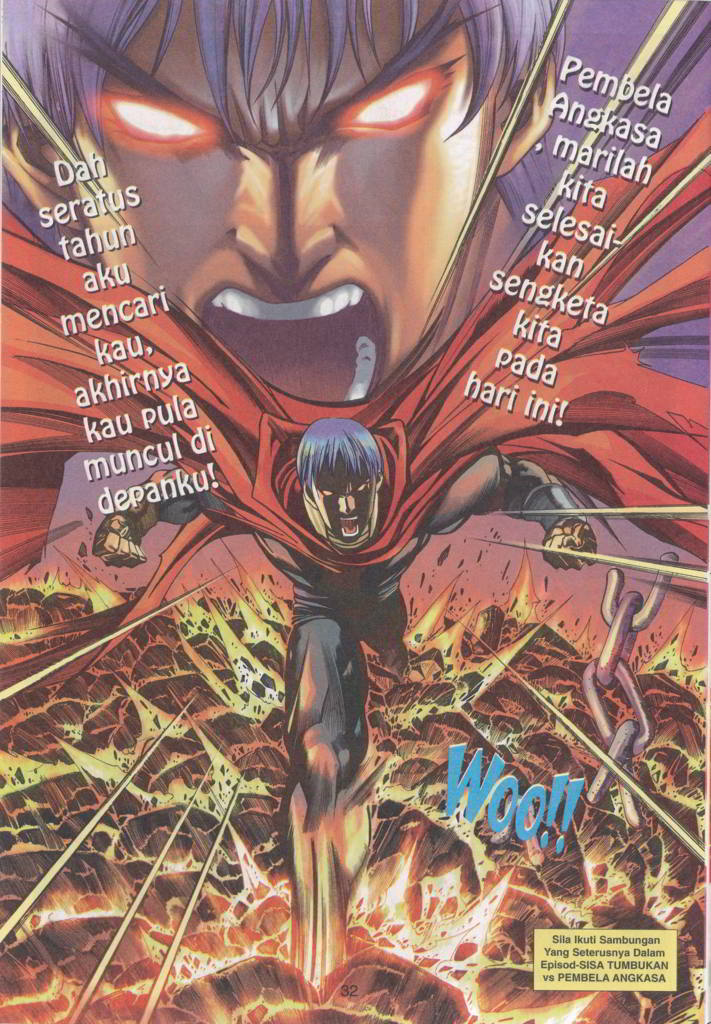 Dah
seratus
tahun
aku
mencari
kau,
akhirnya
kau pula
muncul di
depanku!
Pembela
Angkasa
, marilah
kita
selesai-
kan
sengketa
kita
pada
hari ini!
Woo!!
Sila Ikuti Sambungan
Yang Seterusnya Dalam
Episod-SISA TUMBUKAN
vs PEMBELA ANGKASA
32